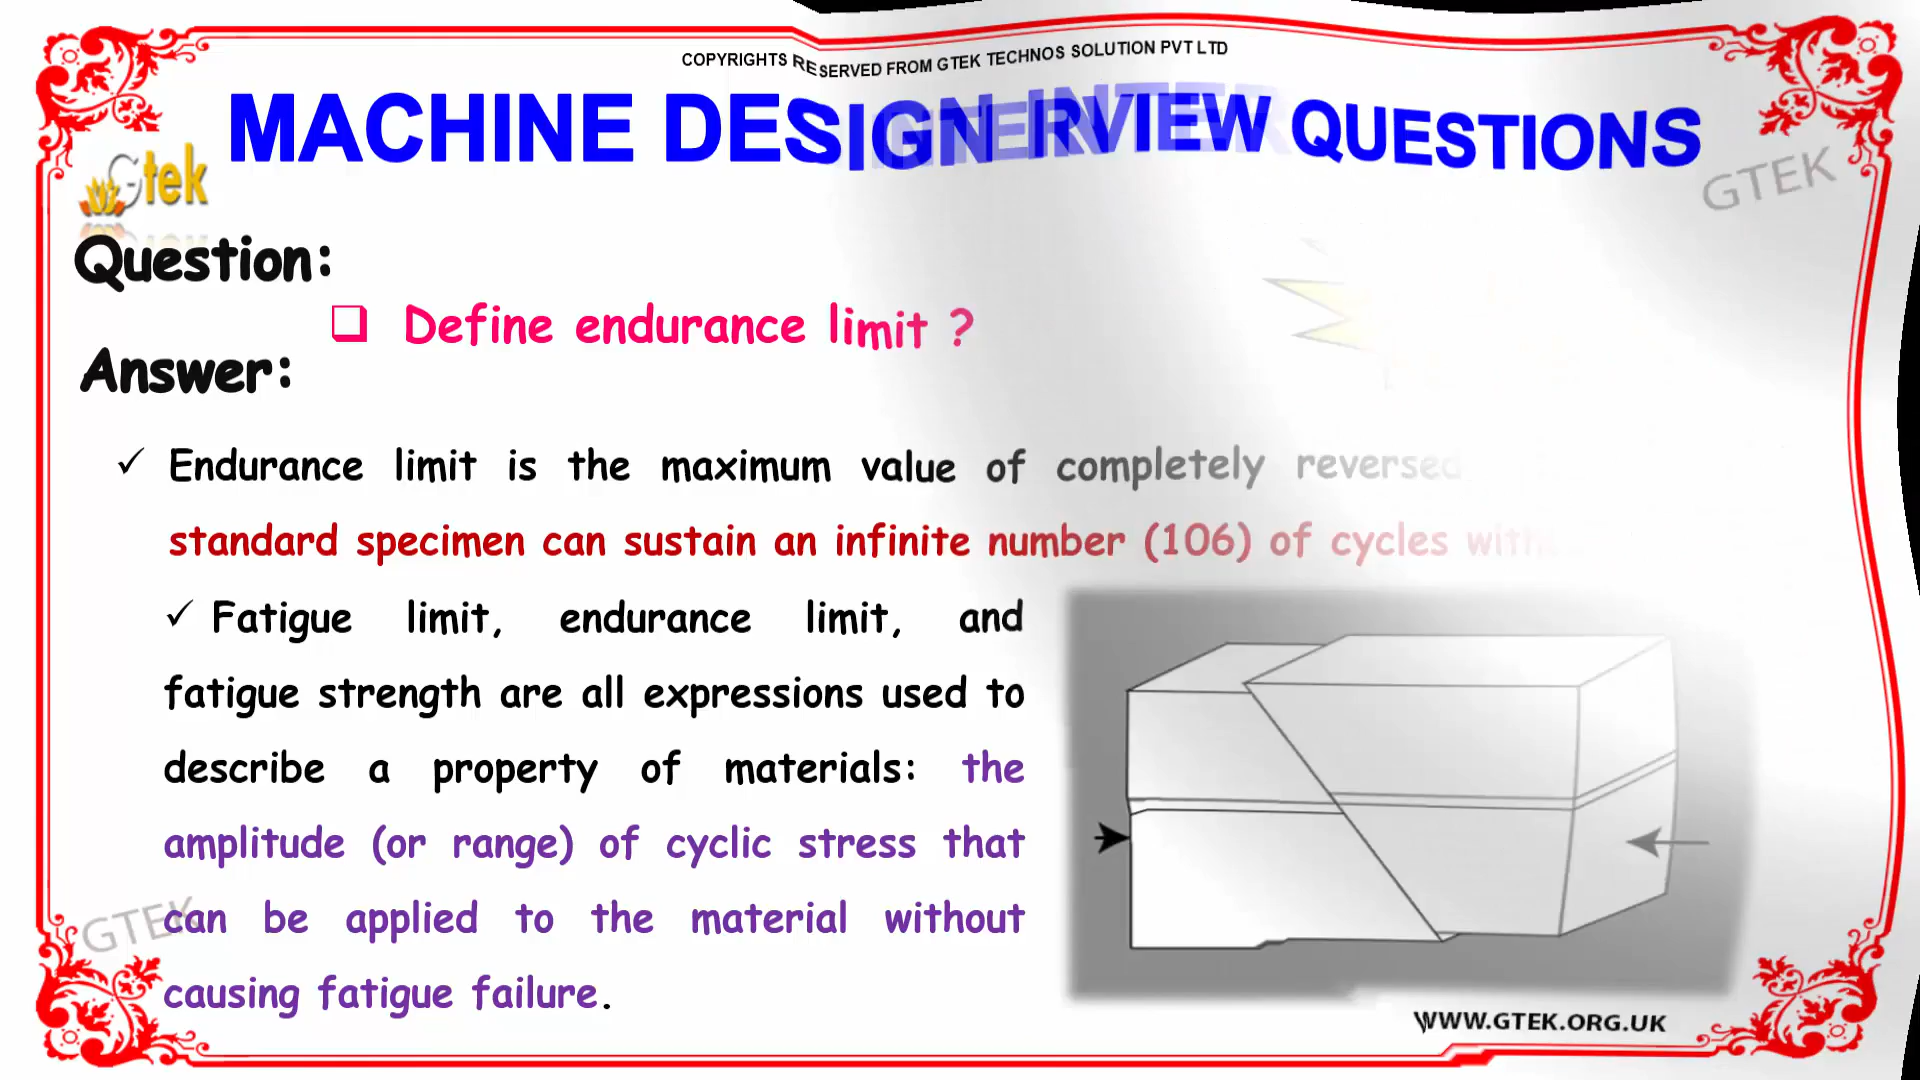 COPYRIGHTS RESERVED FROM GTEK TECHNOS SOLUTION PVT LTD
MACHINE DESIGN INTERVIEW QUESTIONS
Gtek
GTEK
Question:
❑ Define endurance limit ?
Answer:
✓ Endurance limit is the maximum value of completely reversed
standard specimen can sustain an infinite number (106) of cycles
✓ Fatigue limit, endurance limit, and
fatigue strength are all expressions used to
describe a property of materials: the
amplitude (or range) of cyclic stress that
can be applied to the material without
GTEK
causing fatigue failure.
WWW.GTEK.ORG.UK